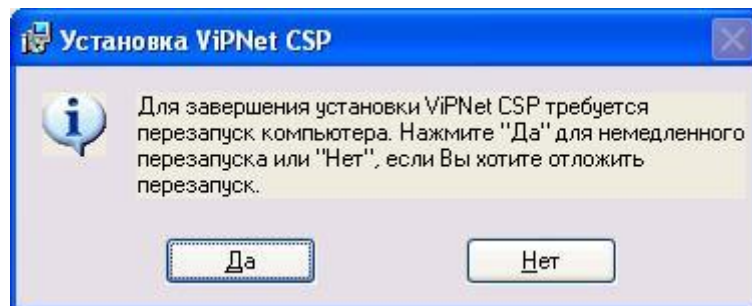 Установка ViPNet CSP
Для завершения установки ViPNet CSP требуется
перезапуск компьютера. Нажмите "Да" для немедленного
перезапуска или "Нет", если Вы хотите отложить
перезапуск.
Да
Нет